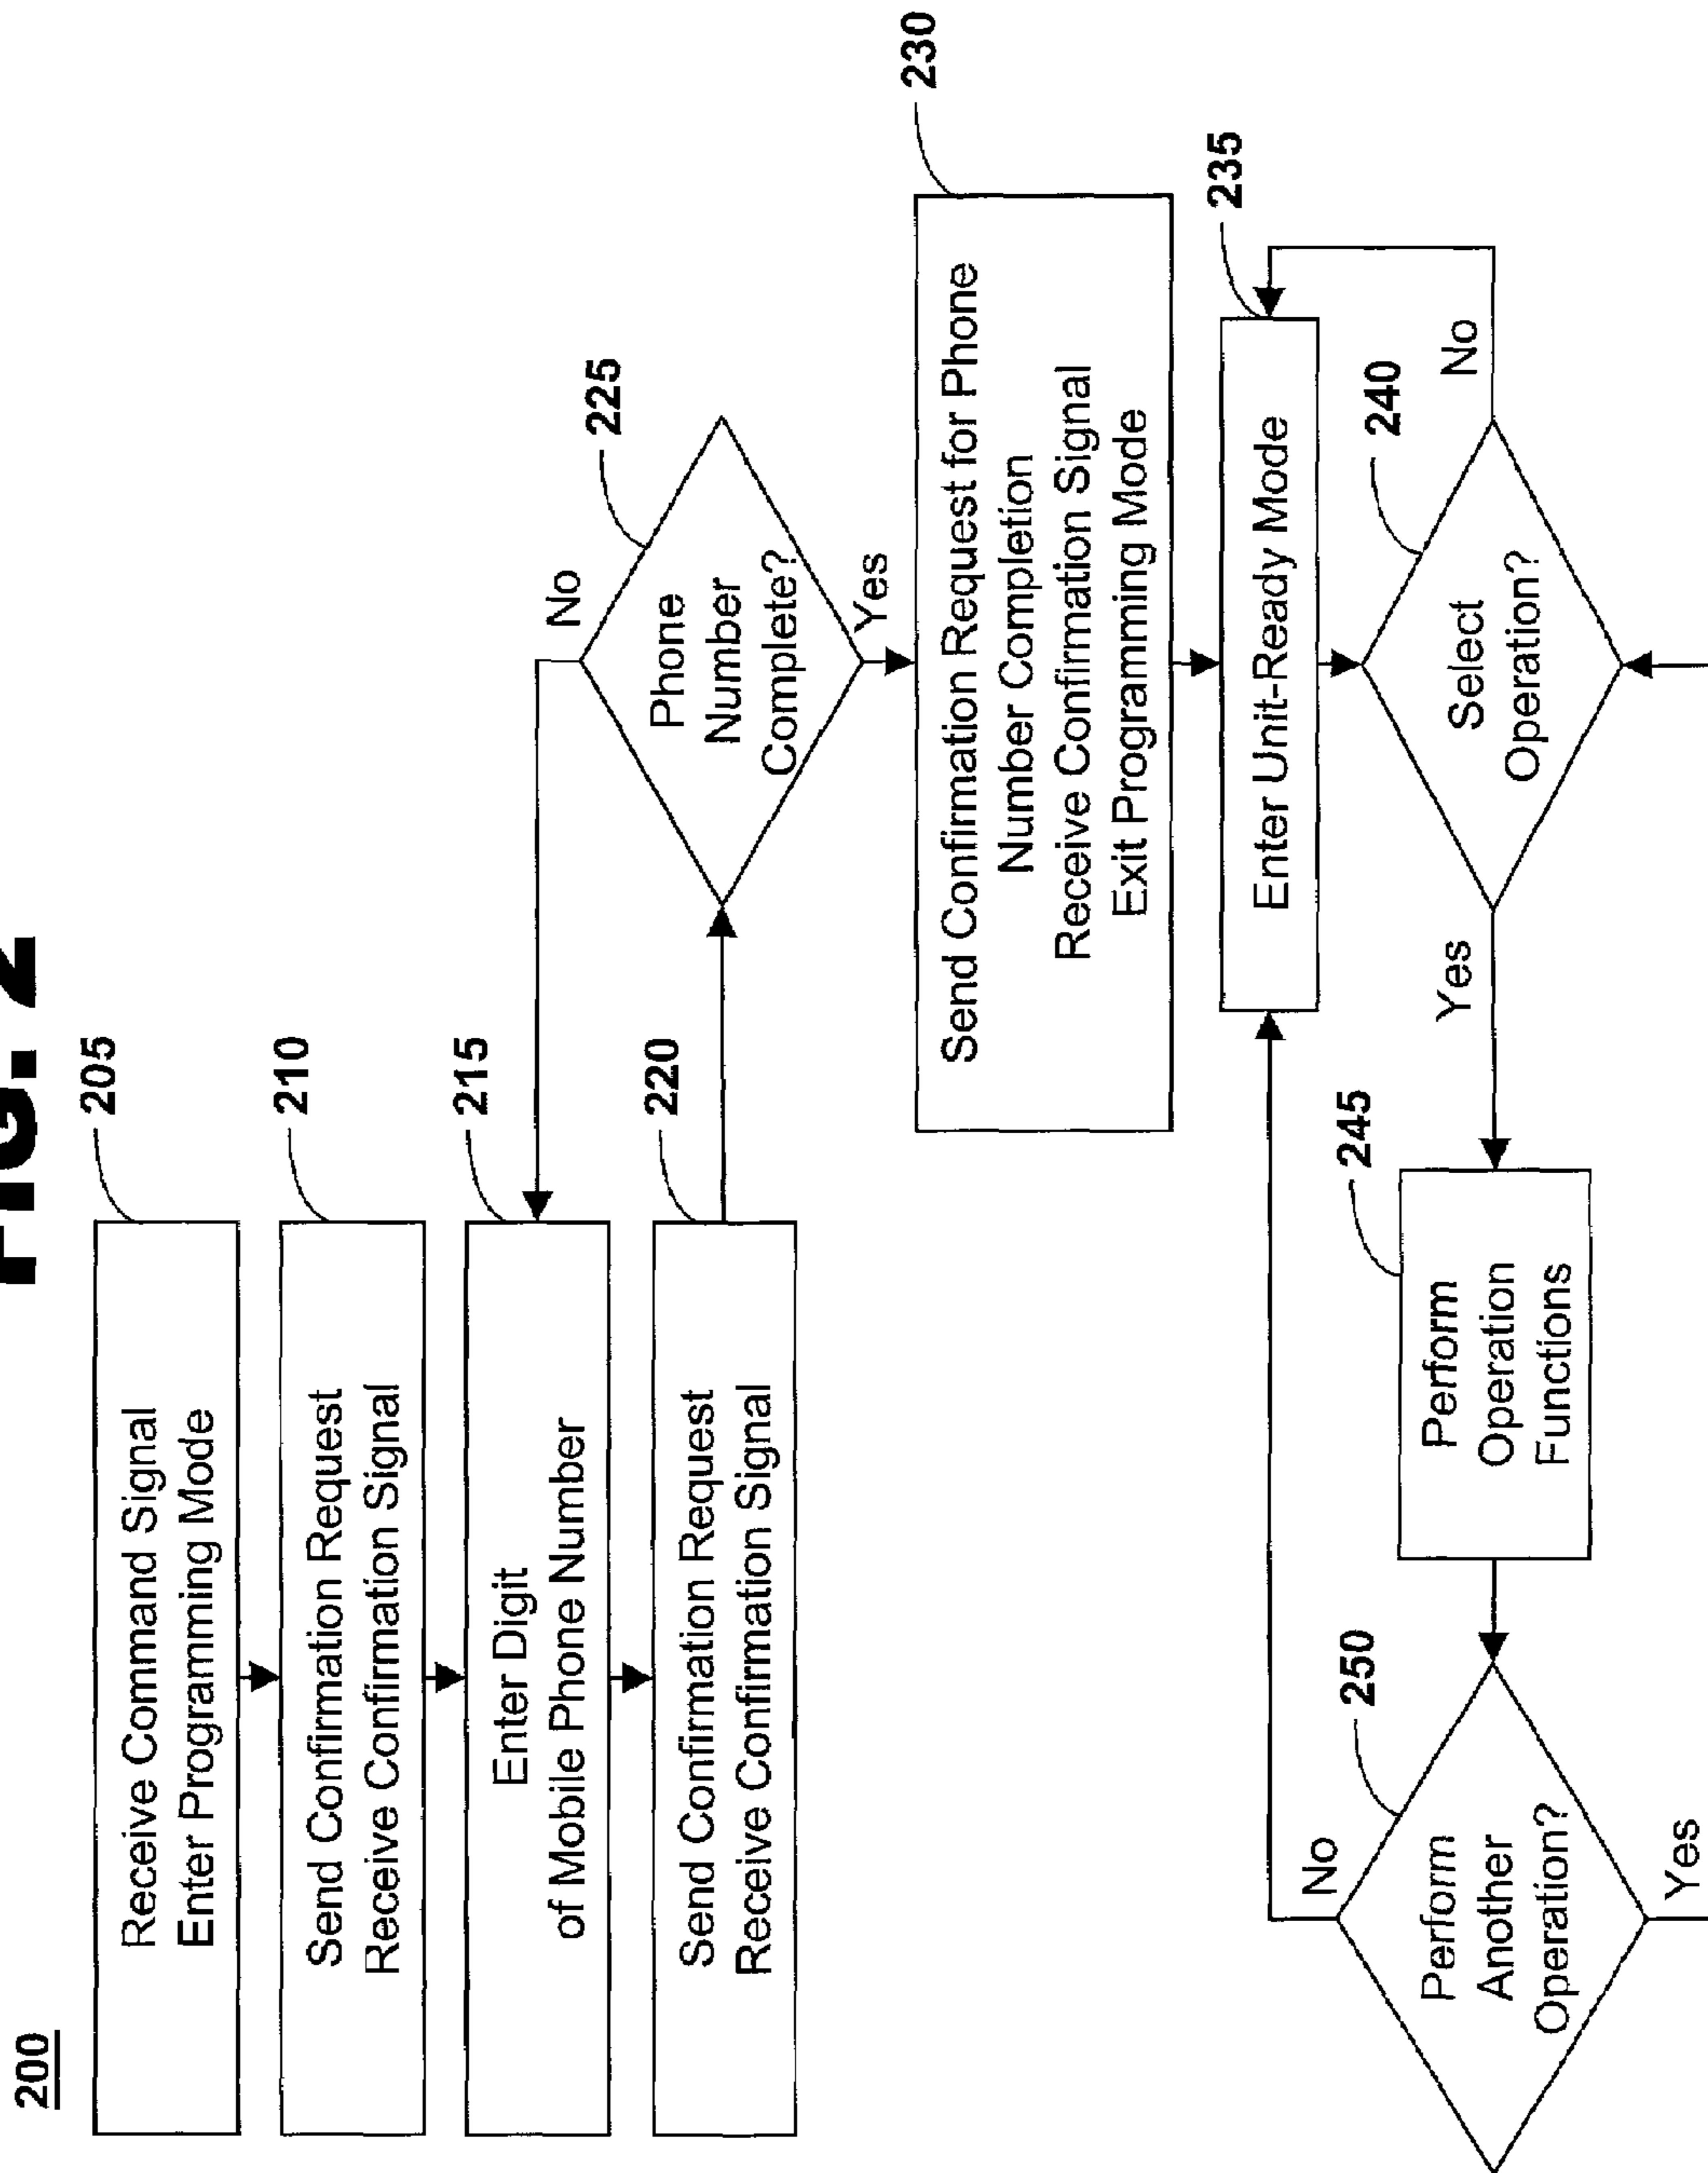 FIG. 2
200
205
Receive Command Signal
Enter Programming Mode
210
Send Confirmation Request
Receive Confirmation Signal
215
Enter Digit
of Mobile Phone Number
220
Send Confirmation Request
Receive Confirmation Signal
225
Phone
Number
Complete?
No
Yes
230
Send Confirmation Request for Phone
Number Completion
Receive Confirmation Signal
Exit Programming Mode
235
Enter Unit-Ready Mode
240
Select
Operation?
No
Yes
245
Perform
Operation
Functions
250
Perform
Another
Operation?
No
Yes